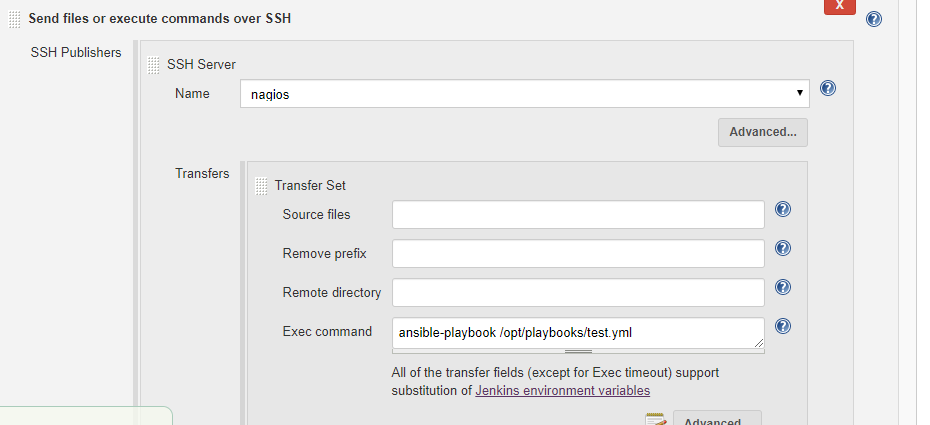 X
Send files or execute commands over SSH
SSH Publishers
SSH Server
Name
nagios
Advanced...
Transfers
Transfer Set
Source files
Remove prefix
Remote directory
Exec command
ansible-playbook /opt/playbooks/test.yml
All of the transfer fields (except for Exec timeout) support
substitution of Jenkins environment variables
Advanced...